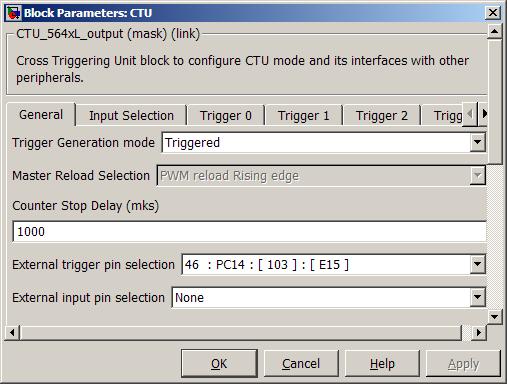 Block Parameters: CTU
CTU_564xL_output (mask) (link)
Cross Triggering Unit block to configure CTU mode and its interfaces with other
peripherals.
General Input Selection Trigger 0 Trigger 1 Trigger 2 Trigg
Trigger Generation mode Triggered
Master Reload Selection PWM reload Rising edge
Counter Stop Delay (mks)
1000
External trigger pin selection 46 : PC14 : [ 103 ] : [ E15 ]
External input pin selection None
OK Cancel Help Apply